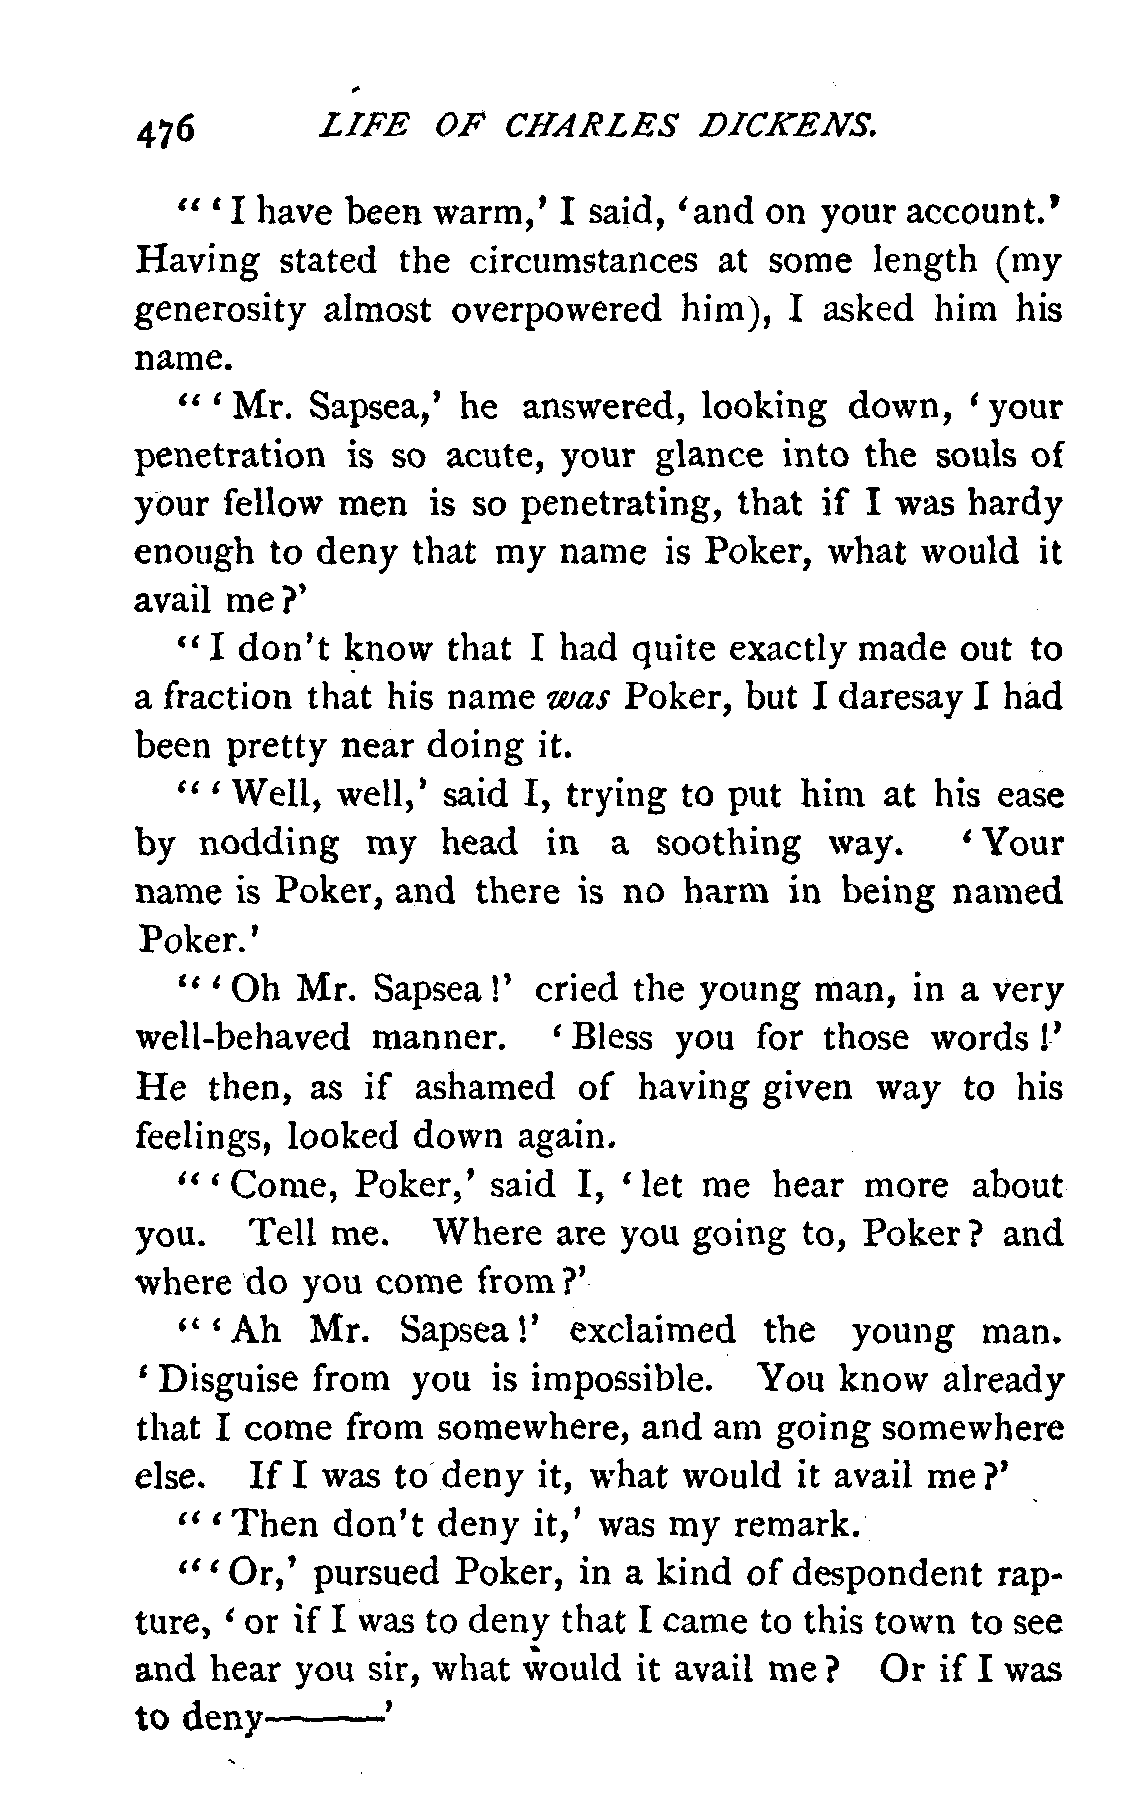 476 LIFE OF CHARLES DICKENS.
“ ‘ I have been warm,’ I said, ‘and on your account.’
Having stated the circumstances at some length (my
generosity almost overpowered him), I asked him his
name.
“ ‘ Mr. Sapsea,’ he answered, looking down, ‘ your
penetration is so acute, your glance into the souls of
your fellow men is so penetrating, that if I was hardy
enough to deny that my name is Poker, what would it
avail me ?’
“ I don’t know that I had quite exactly made out to
a fraction that his name was Poker, but I daresay I had
been pretty near doing it.
“ ‘ Well, well,’ said I, trying to put him at his ease
by nodding my head in a soothing way. ‘ Your
name is Poker, and there is no harm in being named
Poker.’
“ ‘ Oh Mr. Sapsea !’ cried the young man, in a very
well-behaved manner. ‘ Bless you for those words !’
He then, as if ashamed of having given way to his
feelings, looked down again.
“ ‘ Come, Poker,’ said I, ‘ let me hear more about
you. Tell me. Where are you going to, Poker ? and
where do you come from ?’
“ ‘ Ah Mr. Sapsea !’ exclaimed the young man.
‘ Disguise from you is impossible. You know already
that I come from somewhere, and am going somewhere
else. If I was to deny it, what would it avail me ?’
“ ‘ Then don’t deny it,’ was my remark.
“ ‘ Or,’ pursued Poker, in a kind of despondent rap-
ture, ‘ or if I was to deny that I came to this town to see
and hear you sir, what would it avail me ? Or if I was
to deny———’